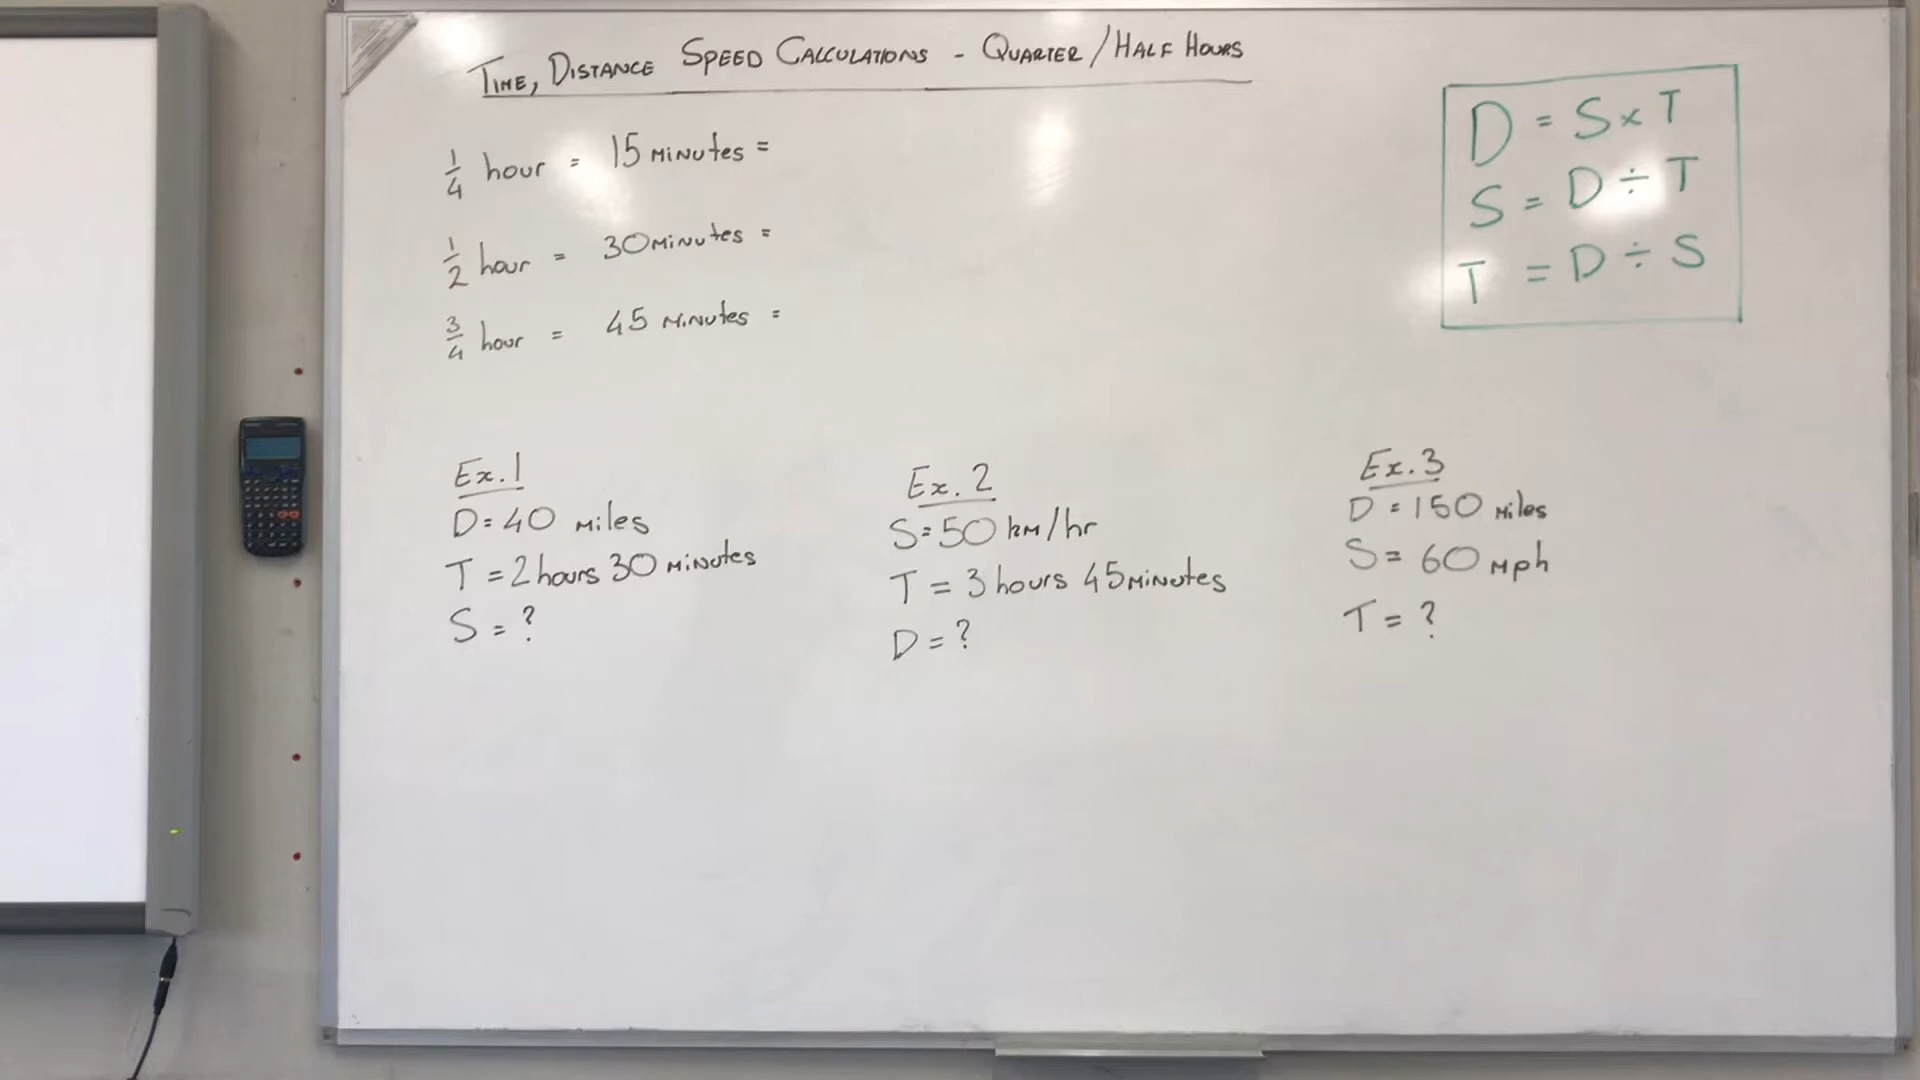 TIME, DISTANCE SPEED CALCULATIONS - QUARTER/HALF HOURS
1/4 hour = 15 MINUTES =
1/2 hour = 30 MINUTES =
3/4 hour = 45 MINUTES =
D = S × T
S = D ÷ T
T = D ÷ S
Ex. 1
D = 40 MILES
T = 2 hours 30 MINUTES
S = ?
Ex. 2
S = 50 km/hr
T = 3 hours 45 MINUTES
D = ?
Ex. 3
D = 150 MILES
S = 60 mph
T = ?